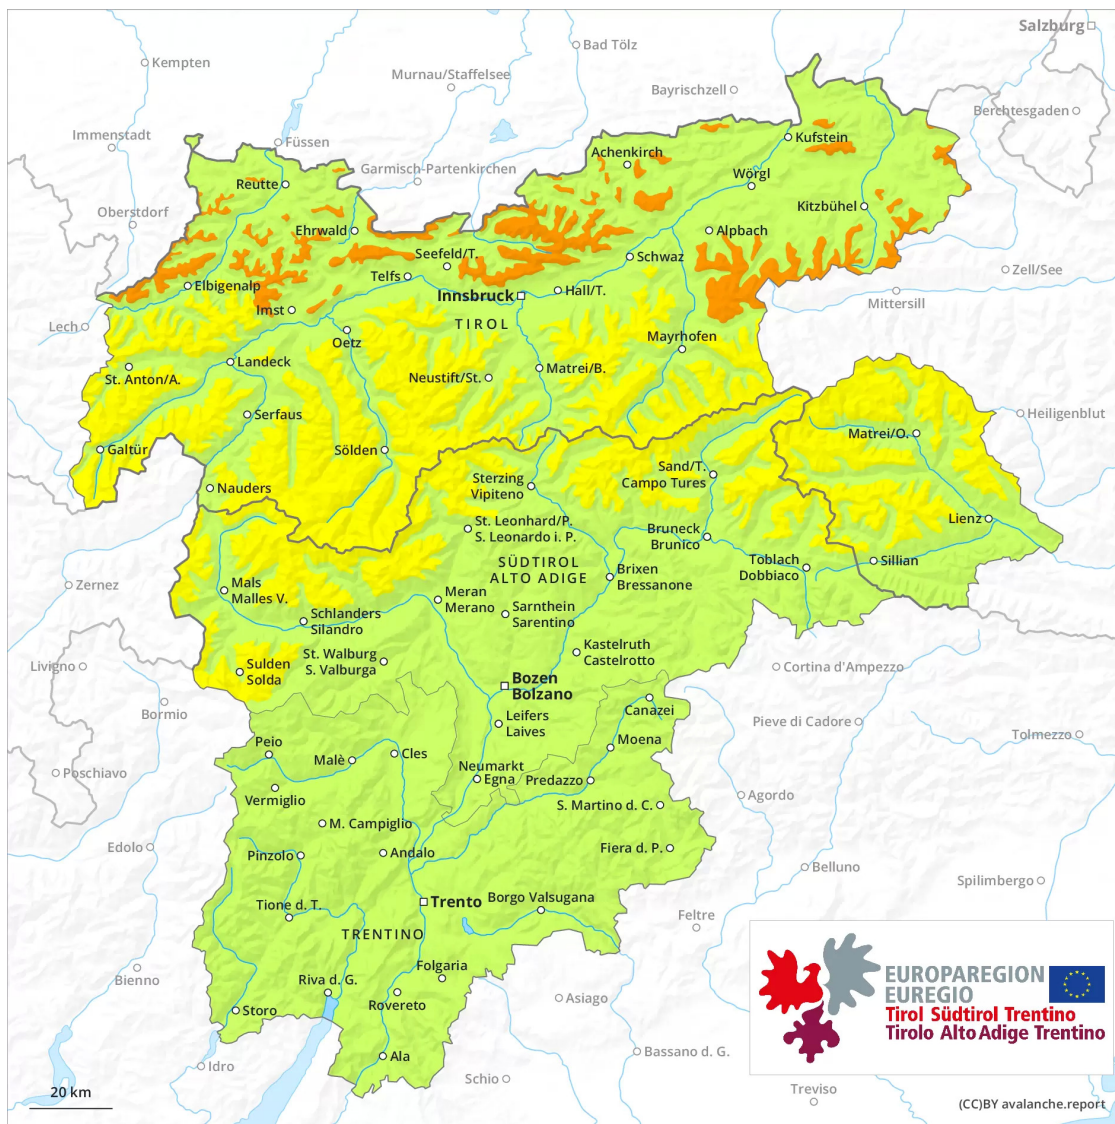 Salzburg
Bad Tölz
Kempten
Murnau/Staffelsee
Bayrischzell
Berchtesgaden
Immenstadt
Füssen
Kufstein
Achenkirch
Garmisch-Partenkirchen
Wörgl
Reutte
Kitzbühel
Oberstdorf
Ehrwald
Alpbach
Seefeld/T.
Schwaz
Zell/See
Telfs
Elbigenalp
Innsbruck
Hall/T.
Mittersill
Imst
TIROL
Lech
Oetz
Mayrhofen
Landeck
Matrei/B.
St. Anton/A.
Neustift/St.
Serfaus
Heiligenblut
Matrei/O.
Galtür
Sölden
Sand/T.
Campo Tures
Sterzing
Vipiteno
Nauders
Lienz
St. Leonhard/P.
S. Leonardo i. P.
Bruneck
Brunico
SÜDTIROL
ALTO ADIGE
Toblach
Dobbiaco
Sillian
Brixen
Bressanone
Zernez
Mals
Malles V.
Meran
Merano
Sarnthein
Sarentino
Schlanders
Silandro
Kastelruth
Castelrotto
St. Walburg
S. Valburga
Livigno
Sulden
Solda
Cortina d'Ampezzo
Bozen
Bolzano
Bormio
Canazei
Leifers
Laives
Pieve di Cadore
Tolmezzo
Peio
Moena
Cles
Malè
Poschiavo
Neumarkt
Egna
Predazzo
Vermiglio
Agordo
S. Martino d. C.
M. Campiglio
Edolo
Fiera d. P.
Pinzolo
Andalo
Belluno
Spilimbergo
Borgo Valsugana
Trento
Tione d. T.
Feltre
TRENTINO
Folgaria
Bienno
Riva d. G.
Rovereto
Asiago
Storo
EUROPAREGION
EUREGIO
Tirol Südtirol Trentino
Tirolo Alto Adige Trentino
Ala
Bassano d. G.
Idro
Schio
Treviso
20 km
(CC)BY avalanche.report